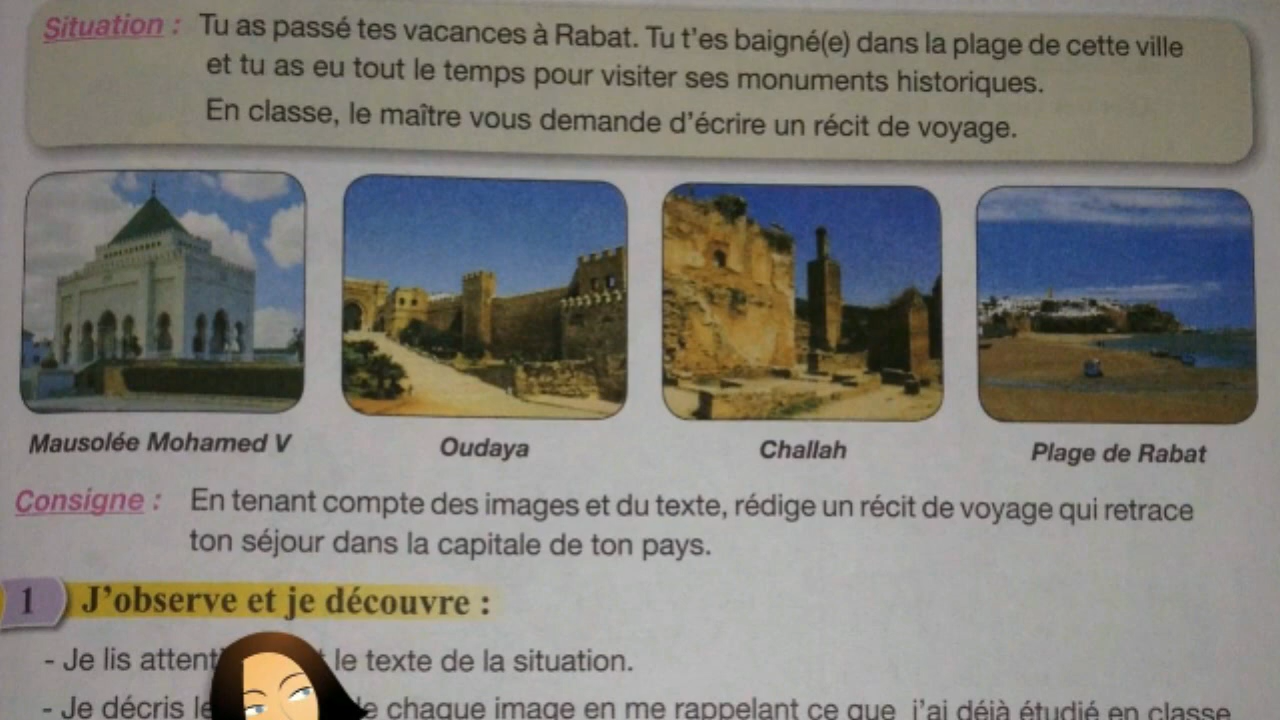 Situation : Tu as passé tes vacances à Rabat. Tu t'es baigné(e) dans la plage de cette ville
et tu as eu tout le temps pour visiter ses monuments historiques.
En classe, le maître vous demande d'écrire un récit de voyage.
Mausolée Mohamed V
Oudaya
Challah
Plage de Rabat
Consigne : En tenant compte des images et du texte, rédige un récit de voyage qui retrace
ton séjour dans la capitale de ton pays.
1 J'observe et je découvre :
- Je lis le texte de la situation.
- Je décris chaque image en me rappelant ce que j'ai déjà étudié en classe